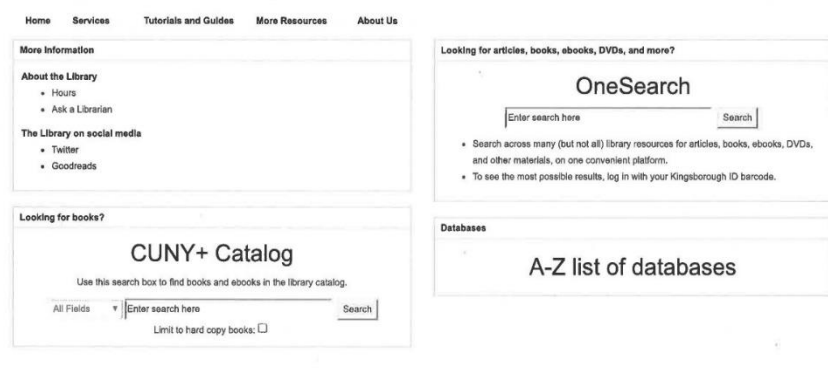 Home Services Tutorials and Guides More Resources About Us
More Information
About the Library
• Hours
• Ask a Librarian
The Library on social media
• Twitter
• Goodreads
Looking for books?
CUNY+ Catalog
Use this search box to find books and ebooks in the library catalog.
All Fields ▼ Enter search here Search
Limit to hard copy books:
Looking for articles, books, ebooks, DVDs, and more?
OneSearch
Enter search here Search
• Search across many (but not all) library resources for articles, books, ebooks, DVDs,
and other materials, on one convenient platform.
• To see the most possible results, log in with your Kingsborough ID barcode.
Databases
A-Z list of databases